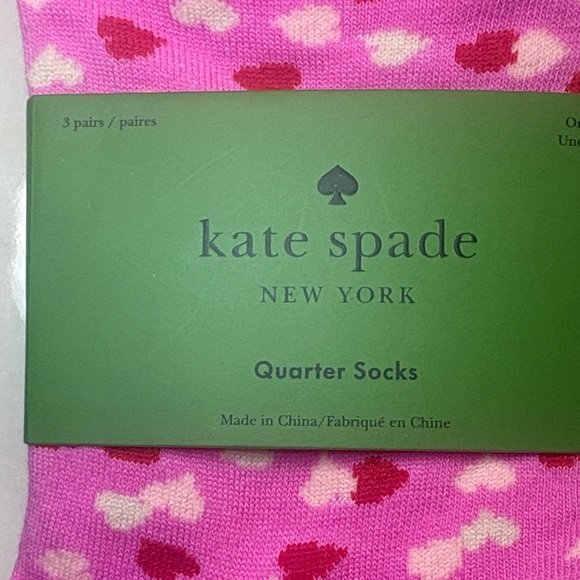 3 pairs / paires
kate spade
NEW YORK
Quarter Socks
Made in China/Fabriqué en Chine